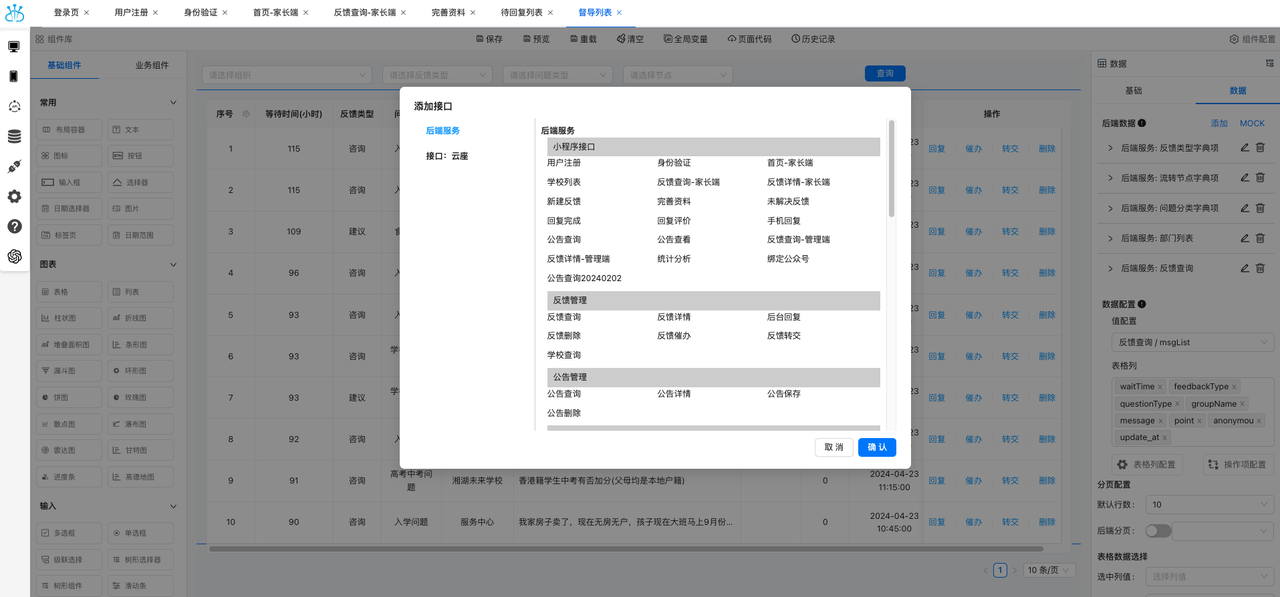 登录页 用户注册 身份验证 首页-家长端 反馈查询-家长端 完善资料 待回复列表 督导列表
组件库 保存 预览 重载 清空 全局变量 页面代码 历史记录 组件配置
基础组件 业务组件
常用
布局容器 文本
图标 按钮
输入框 选择器
日期选择器 图片
标签页 日期范围
图表
表格 列表
柱状图 折线图
堆叠面积图 条形图
漏斗图 环形图
饼图 玫瑰图
散点图 瀑布图
雷达图 甘特图
进度条 高德地图
输入
多选框 单选框
级联选择 树形选择器
树形组件 滑动条
请选择组织 请选择反馈类型 请选择问题类型 请选择节点 查询
序号 等待时间(小时) 反馈类型 操作
1 115 咨询 回复 催办 转交 删除
2 115 咨询 回复 催办 转交 删除
3 109 建议 回复 催办 转交 删除
4 96 咨询 回复 催办 转交 删除
5 93 咨询 回复 催办 转交 删除
6 93 咨询 回复 催办 转交 删除
7 93 建议 回复 催办 转交 删除
8 92 咨询 回复 催办 转交 删除
9 91 咨询 高考中考问题 湘湖未来学校 香港籍学生中考有否加分(父母均是本地户籍) 0 2024-04-23 11:15:00 回复 催办 转交 删除
10 90 咨询 入学问题 服务中心 我家房子卖了，现在无房无户，孩子现在大班马上9月份... 0 2024-04-23 10:45:00 回复 催办 转交 删除
1 10 条/页
添加接口
后端服务
接口：云座
后端服务
小程序接口
用户注册 身份验证 首页-家长端
学校列表 反馈查询-家长端 反馈详情-家长端
新建反馈 完善资料 未解决反馈
回复完成 回复评价 手机回复
公告查询 公告查看 反馈查询-管理端
反馈详情-管理端 统计分析 绑定公众号
公告查询20240202
反馈管理
反馈查询 反馈详情 后台回复
反馈删除 反馈催办 反馈转交
学校查询
公告管理
公告查询 公告详情 公告保存
公告删除
取 消 确 认
数据
基础 数据
后端数据 添加 MOCK
后端服务: 反馈类型字典项
后端服务: 流转节点字典项
后端服务: 问题分类字典项
后端服务: 部门列表
后端服务: 反馈查询
数据配置
值配置
反馈查询 / msgList
表格列
waitTime feedbackType
questionType groupName
message point anonymou
update_at
表格列配置 操作项配置
分页配置
默认行数： 10
后端分页：
表格数据选择
选中列值： 选择列值